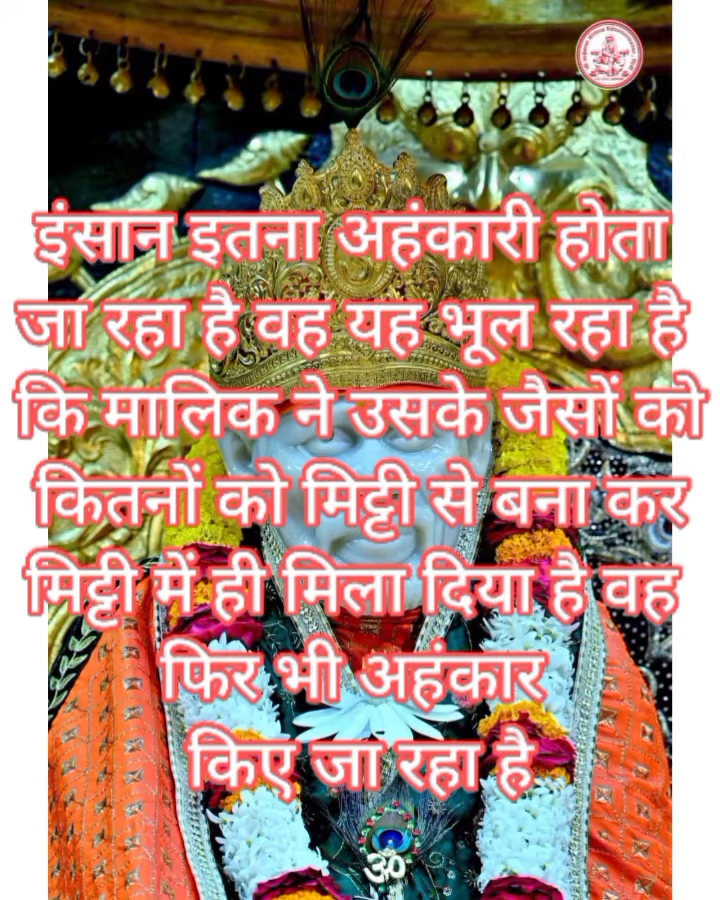 इंसान इतना अहंकारी होता
जा रहा है वह यह भूल रहा है
कि मालिक ने उसके जैसों को
कितनों को मिट्टी से बना कर
मिट्टी में ही मिला दिया है वह
फिर भी अहंकार
किए जा रहा है
ॐ